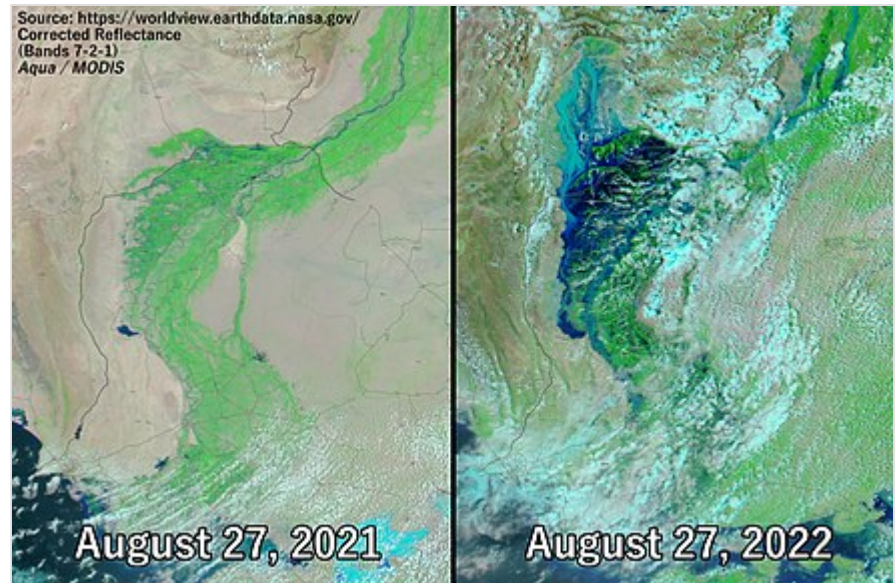 Source: https://worldview.earthdata.nasa.gov/
Corrected Reflectance
(Bands 7-2-1)
Aqua / MODIS
August 27, 2021
August 27, 2022